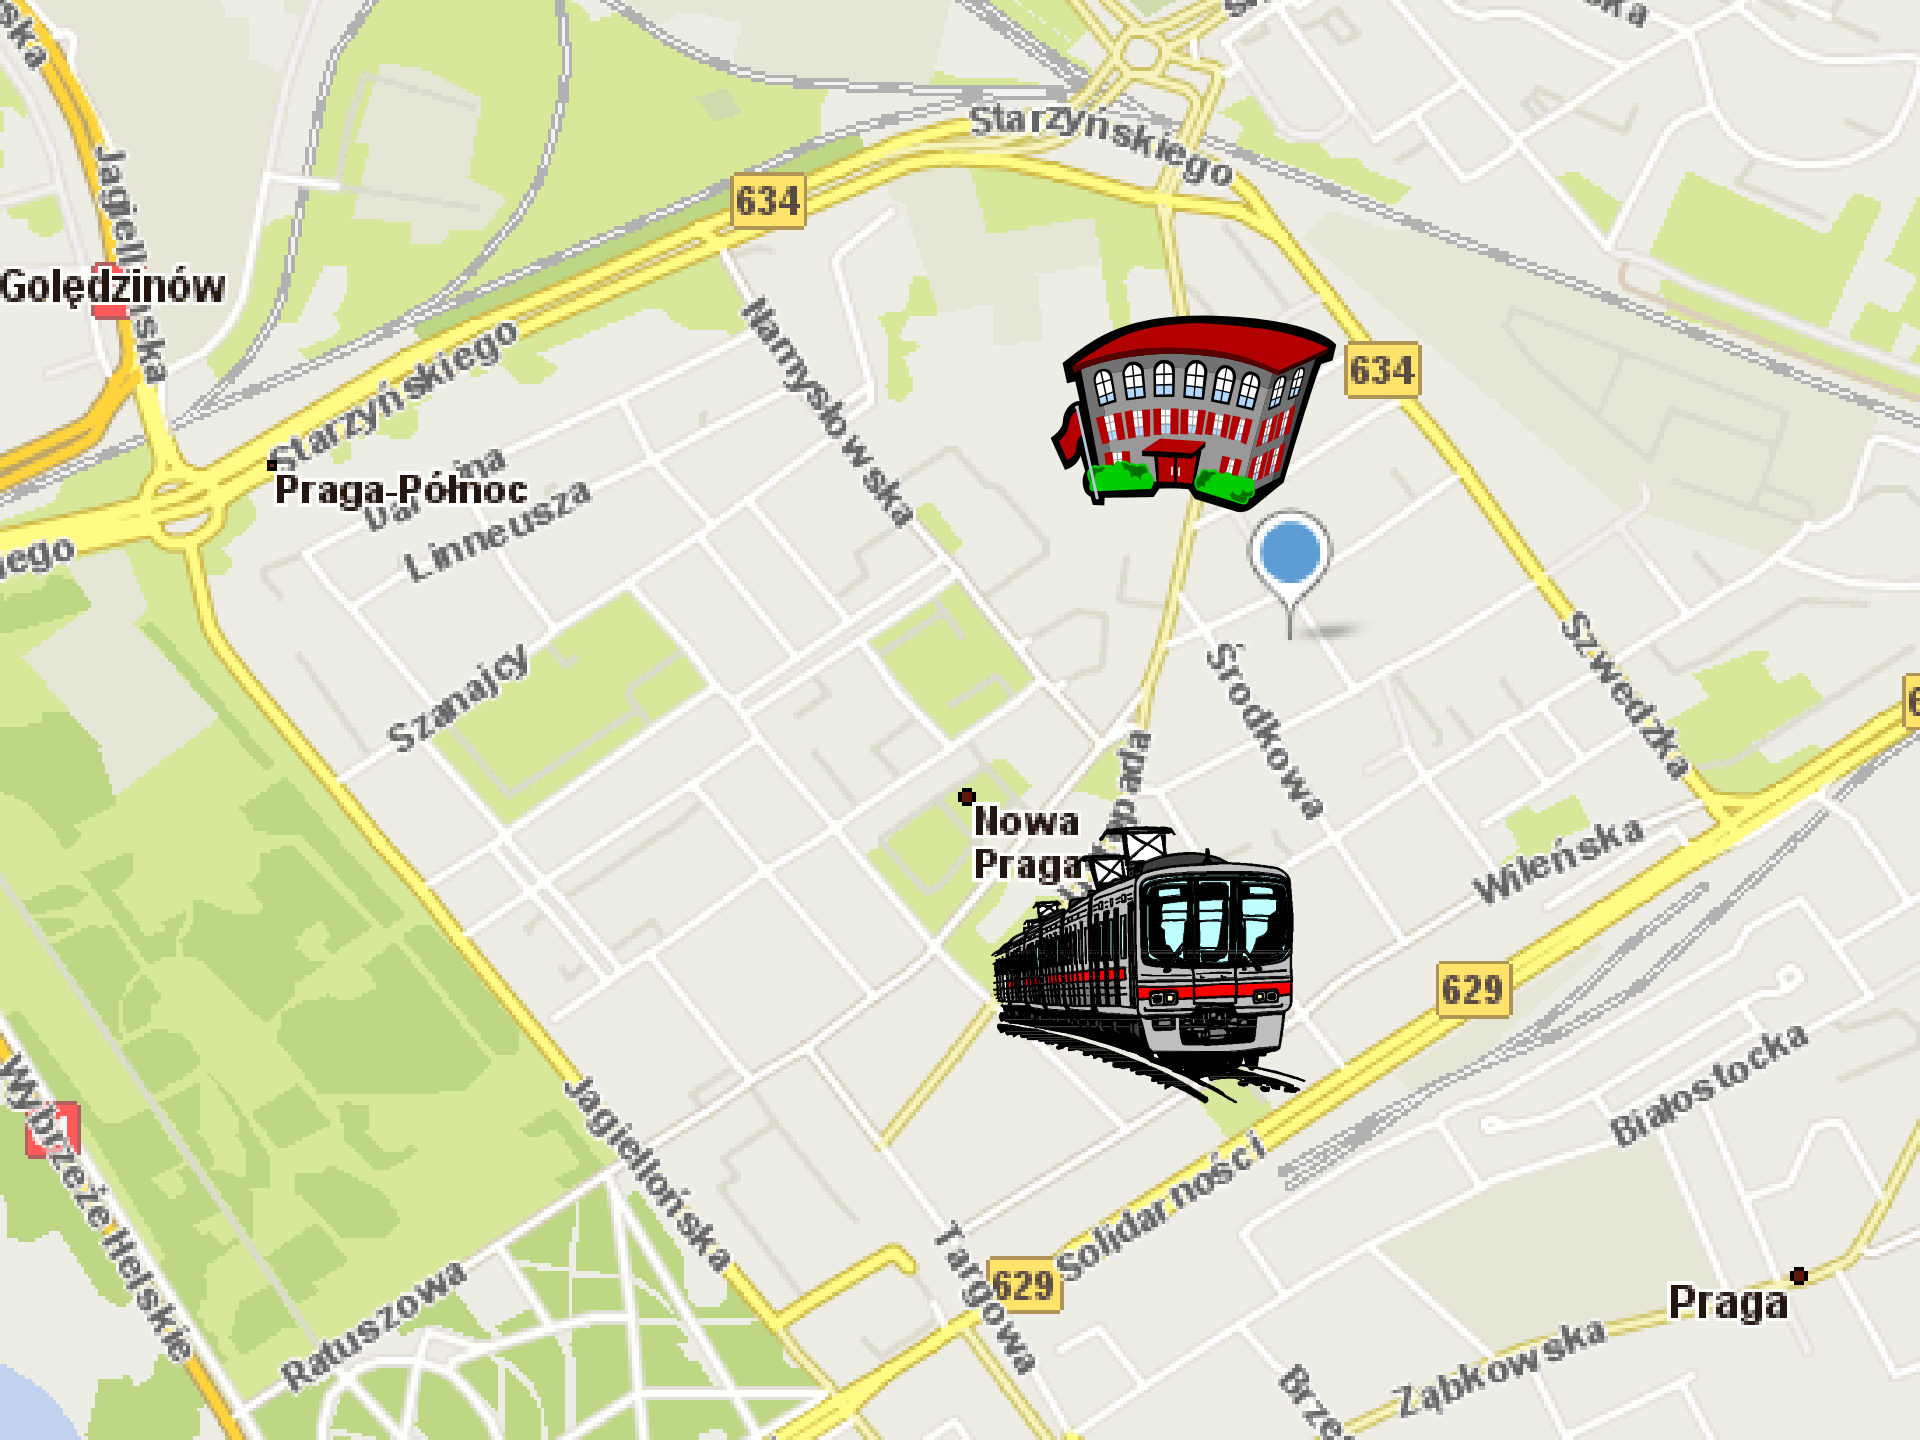 Starzyńskiego
634
Jagiellońska
Golędzinów
634
Starzyńskiego
Namysłowska
Praga-Północ
Linneusza
Szwedzka
Szanajcy
Środkowa
Nowa
Praga
Wileńska
629
Białostocka
Jagiellońska
Wybrzeże Helskie
Solidarności
Targowa
629
Ratuszowa
Praga
Ząbkowska